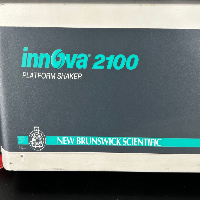 innova 2100
PLATFORM SHAKER
NEW BRUNSWICK SCIENTIFIC